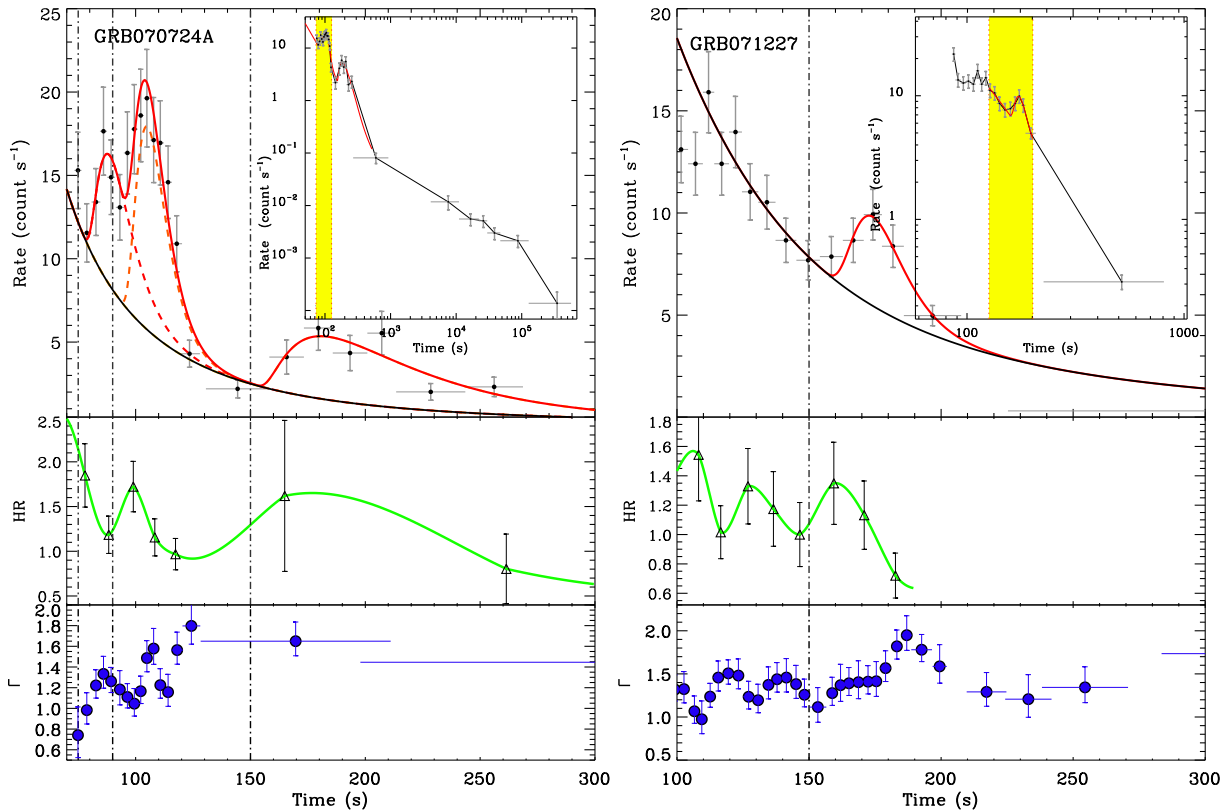 GRB070724A
25
20
15
10
5
Rate (count s⁻¹)
10
1
10⁻¹
10⁻²
10⁻³
Rate (count s⁻¹)
10² 10³ 10⁴ 10⁵
Time (s)
2.5
2.0
1.5
1.0
0.5
HR
2.0
1.8
1.6
1.4
1.2
1.0
0.8
0.6
Γ
100 150 200 250 300
Time (s)
GRB071227
20
15
10
5
Rate (count s⁻¹)
10
1
Rate (count s⁻¹)
100 1000
Time (s)
1.8
1.6
1.4
1.2
1.0
0.8
0.6
HR
2.0
1.5
1.0
0.5
Γ
100 150 200 250 300
Time (s)